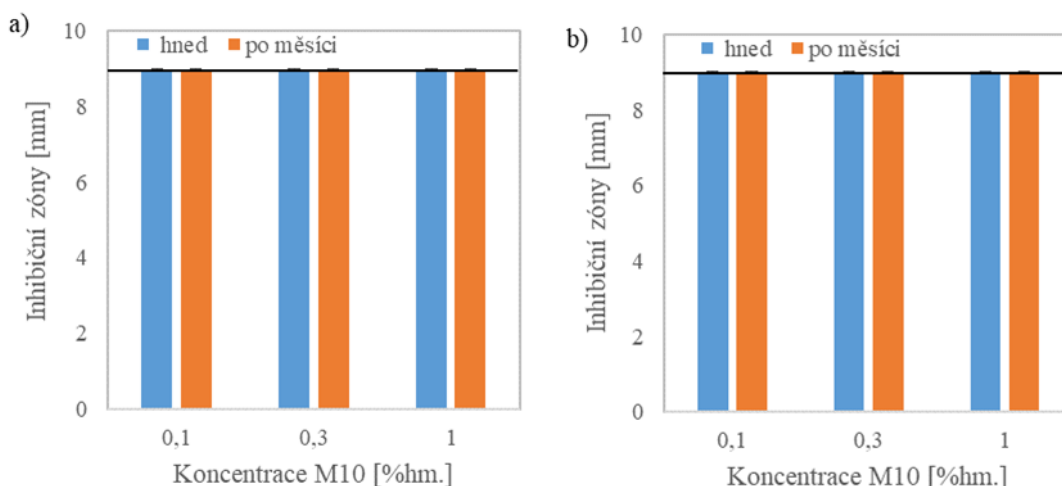 a)
hned po měsíci
10
8
6
4
2
0
Inhibiční zóny [mm]
0,1 0,3 1
Koncentrace M10 [%hm.]
b)
hned po měsíci
10
8
6
4
2
0
Inhibiční zóny [mm]
0,1 0,3 1
Koncentrace M10 [%hm.]